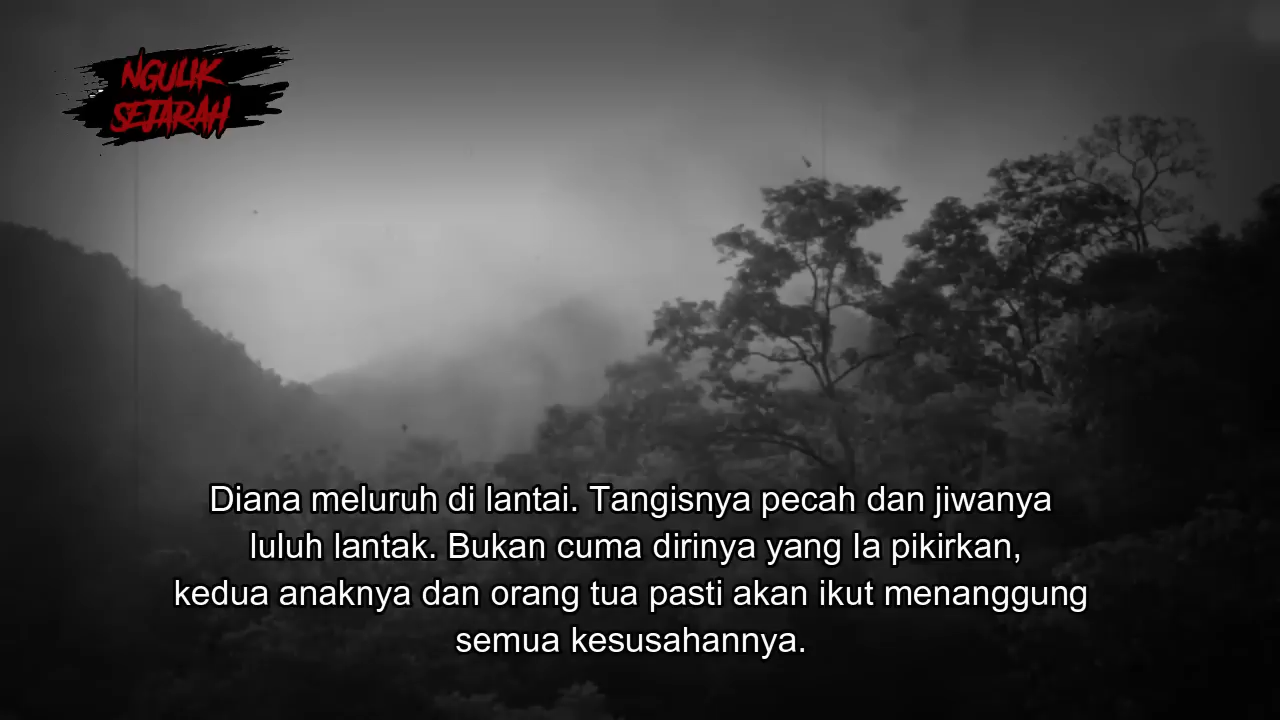 NGULIK
SEJARAH
Diana meluruh di lantai. Tangisnya pecah dan jiwanya
luluh lantak. Bukan cuma dirinya yang Ia pikirkan,
kedua anaknya dan orang tua pasti akan ikut menanggung
semua kesusahannya.